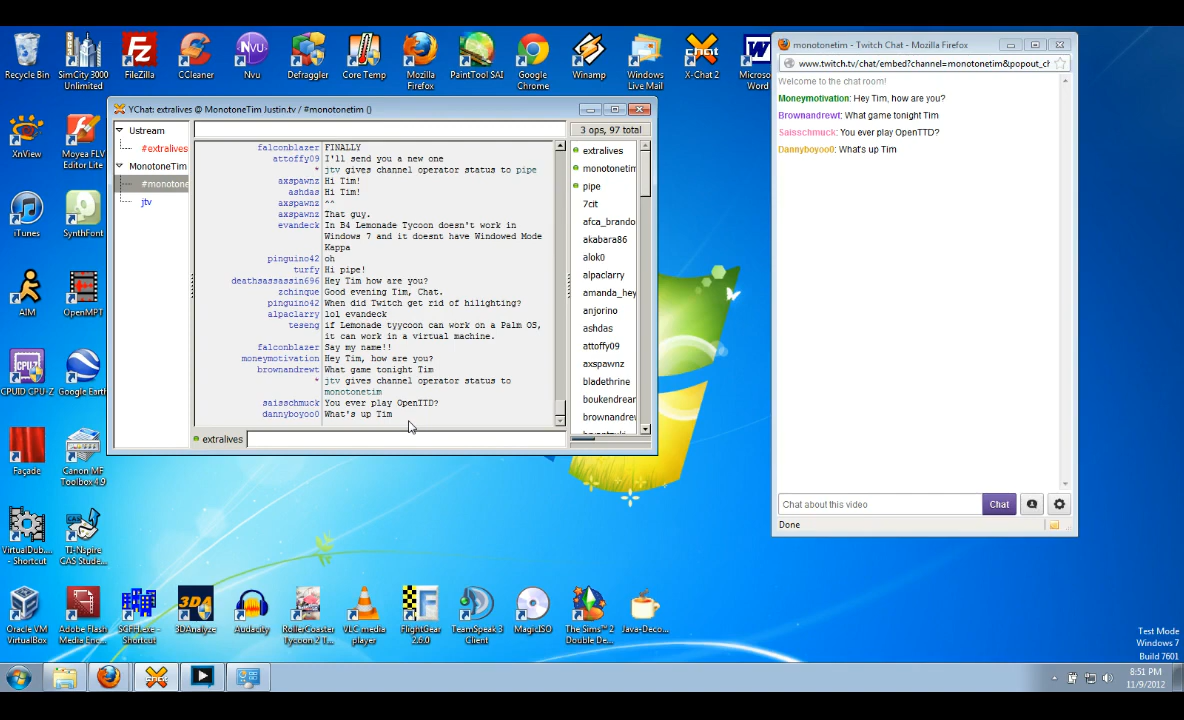 Recycle Bin
SimCity 3000
Unlimited
FileZilla
CCleaner
Nvu
Defraggler
Core Temp
Mozilla
Firefox
PaintTool SAI
Google
Chrome
Winamp
Windows
Live Mail
X-Chat 2
Microso
Word
XnView
Moyea FLV
Editor Lite
iTunes
SynthFont
AIM
OpenMPT
CPUID CPU-Z
Google Earth
Façade
Canon MF
Toolbox 4.9
VirtualDub....
- Shortcut
TI-Nspire
CAS Stude...
Oracle VM
VirtualBox
Adobe Flash
Media Enc...
Shortcut
3DAnalyze
Audacity
RollerCoaster
Tycoon 2 T...
VLC media
player
FlightGear
2.6.0
TeamSpeak 3
Client
MagicISO
The Sims™ 2
Double De...
Java-Deco...
YChat: extralives @ MonotoneTim Justin.tv / #monotonetim ()
3 ops, 97 total
Ustream
#extralives
MonotoneTim
#monotone
jtv
falconblazer FINALLY
attoffy09 I'll send you a new one
* jtv gives channel operator status to pipe
axspawnz Hi Tim!
ashdas Hi Tim!
axspawnz ^^
axspawnz That guy.
evandeck In B4 Lemonade Tycoon doesn't work in
Windows 7 and it doesnt have Windowed Mode
Kappa
pinguino42 oh
turfy Hi pipe!
deathsassassin696 Hey Tim how are you?
zchinque Good evening Tim, Chat.
pinguino42 When did Twitch get rid of hilighting?
alpaclarry lol evandeck
teseng if Lemonade tyycoon can work on a Palm OS,
it can work in a virtual machine.
falconblazer Say my name!!
moneymotivation Hey Tim, how are you?
brownandrewt What game tonight Tim
* jtv gives channel operator status to
monotonetim
saisschmuck You ever play OpenTTD?
dannyboyoo0 What's up Tim
extralives
extralives
monotonetim
pipe
7cit
afca_brando
akabara86
alok0
alpaclarry
amanda_hey
anjorino
ashdas
attoffy09
axspawnz
bladethrine
boukendrear
brownandrew
monotonetim - Twitch Chat - Mozilla Firefox
www.twitch.tv/chat/embed?channel=monotonetim&popout_ch
Welcome to the chat room!
Moneymotivation: Hey Tim, how are you?
Brownandrewt: What game tonight Tim
Saisschmuck: You ever play OpenTTD?
Dannyboyoo0: What's up Tim
Chat about this video
Chat
Done
Test Mode
Windows 7
Build 7601
8:51 PM
11/9/2012